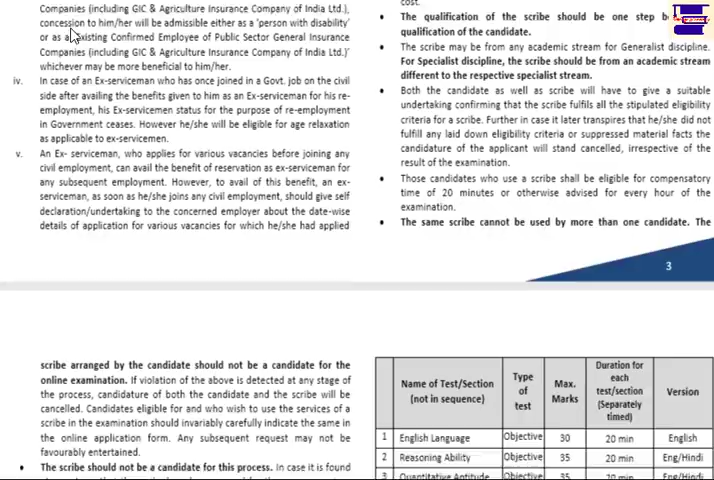 Companies (including GIC & Agriculture Insurance Company of India Ltd.),
concession to him/her will be admissible either as a 'person with disability'
or as a Existing Confirmed Employee of Public Sector General Insurance
Companies (including GIC & Agriculture Insurance Company of India Ltd.)'
whichever may be more beneficial to him/her.
iv. In case of an Ex-serviceman who has once joined in a Govt. job on the civil
side after availing the benefits given to him as an Ex-serviceman for his re-
employment, his Ex-servicemen status for the purpose of re-employment
in Government ceases. However he/she will be eligible for age relaxation
as applicable to ex-servicemen.
v. An Ex- serviceman, who applies for various vacancies before joining any
civil employment, can avail the benefit of reservation as ex-serviceman for
any subsequent employment. However, to avail of this benefit, an ex-
serviceman, as soon as he/she joins any civil employment, should give self
declaration/undertaking to the concerned employer about the date-wise
details of application for various vacancies for which he/she had applied
cost.
• The qualification of the scribe should be one step
qualification of the candidate.
• The scribe may be from any academic stream for Generalist discipline.
For Specialist discipline, the scribe should be from an academic stream
different to the respective specialist stream.
• Both the candidate as well as scribe will have to give a suitable
undertaking confirming that the scribe fulfils all the stipulated eligibility
criteria for a scribe. Further in case it later transpires that he/she did not
fulfill any laid down eligibility criteria or suppressed material facts the
candidature of the applicant will stand cancelled, irrespective of the
result of the examination.
• Those candidates who use a scribe shall be eligible for compensatory
time of 20 minutes or otherwise advised for every hour of the
examination.
• The same scribe cannot be used by more than one candidate. The
3
scribe arranged by the candidate should not be a candidate for the
online examination. If violation of the above is detected at any stage of
the process, candidature of both the candidate and the scribe will be
cancelled. Candidates eligible for and who wish to use the services of a
scribe in the examination should invariably carefully indicate the same in
the online application form. Any subsequent request may not be
favourably entertained.
• The scribe should not be a candidate for this process. In case it is found
Name of Test/Section
(not in sequence)
Type
of
test
Max.
Marks
Duration for
each
test/section
(Separately
timed)
Version
1 English Language Objective 30 20 min English
2 Reasoning Ability Objective 35 20 min Eng/Hindi
3 Quantitative Aptitude Objective 35 20 min Eng/Hindi